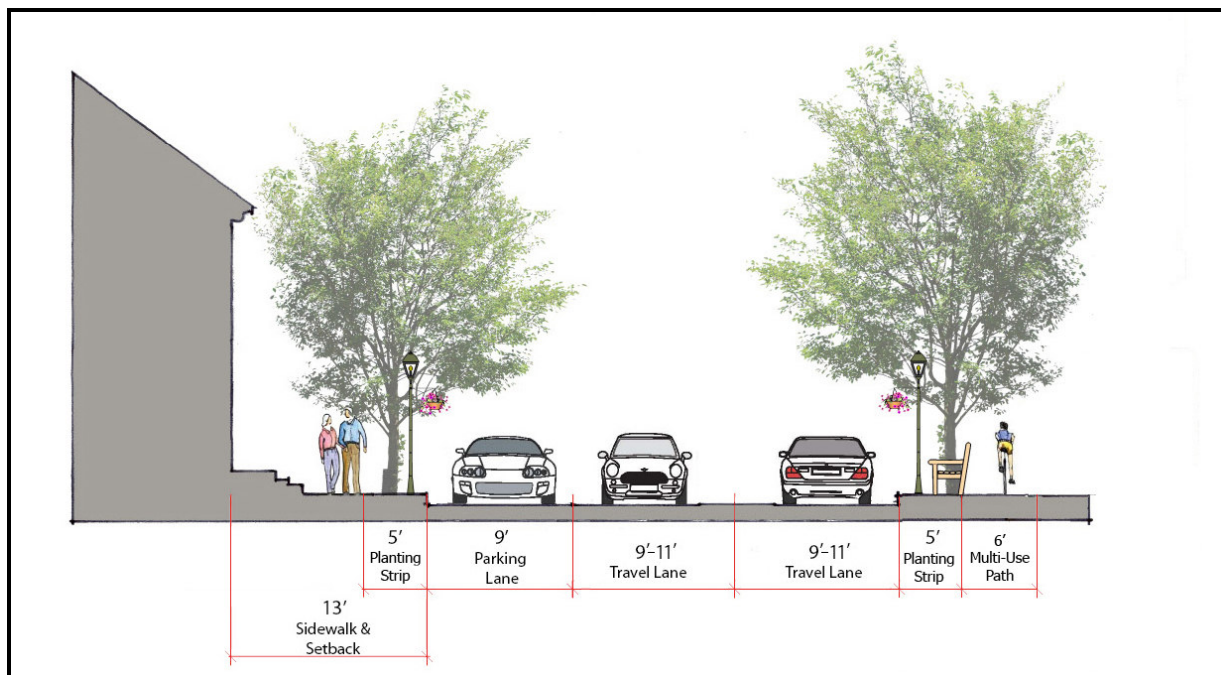 5’
Planting
Strip
9’
Parking
Lane
9’-11’
Travel Lane
9’-11’
Travel Lane
5’
Planting
Strip
6’
Multi-Use
Path
13’
Sidewalk &
Setback